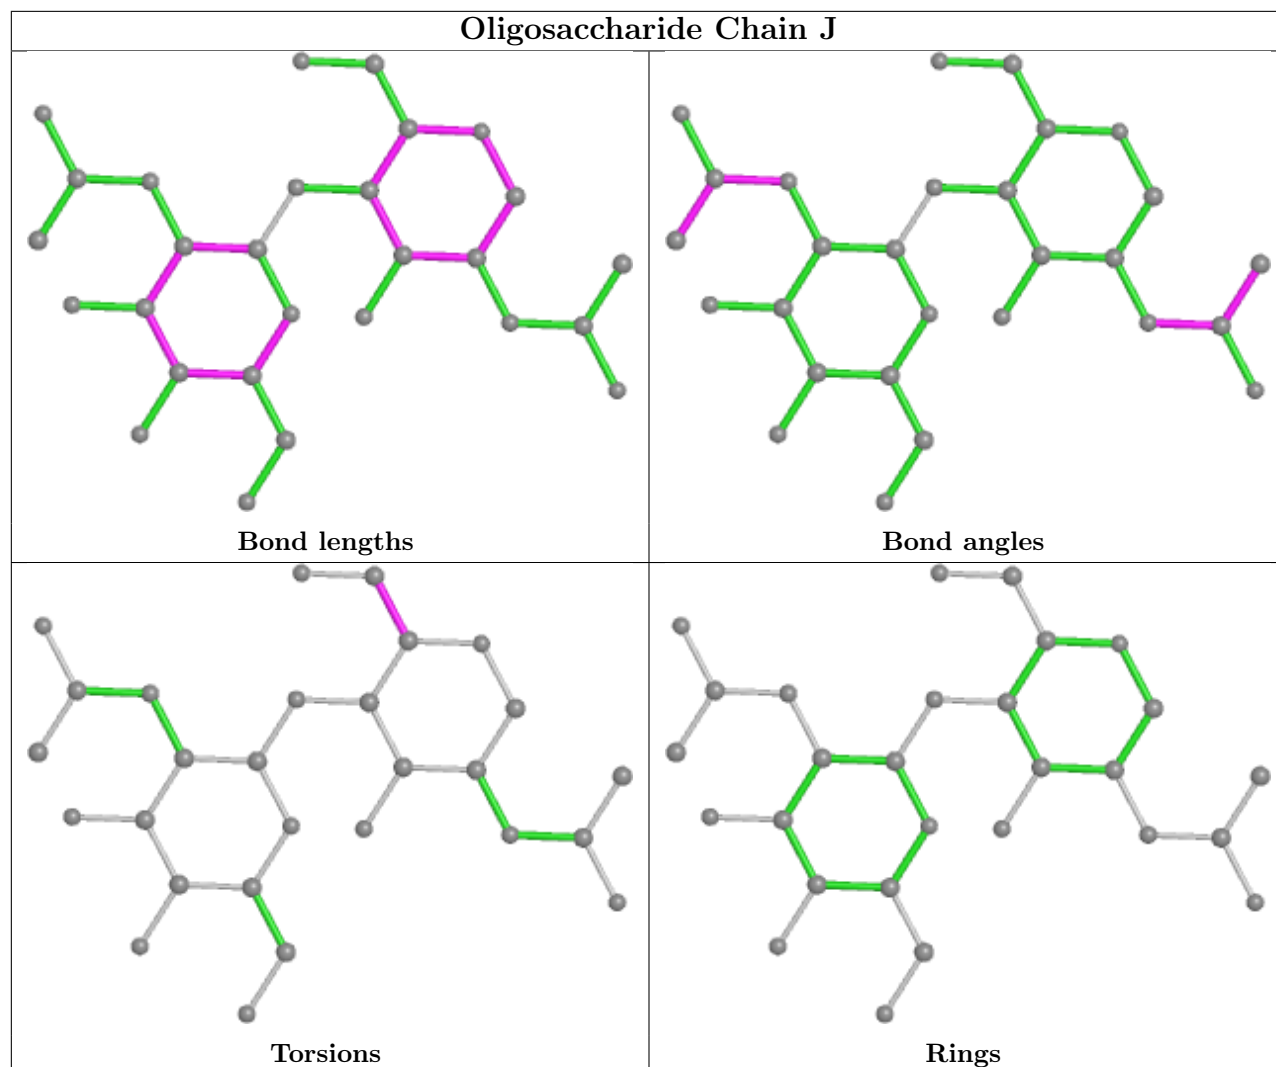 Oligosaccharide Chain J
Bond lengths
Bond angles
Torsions
Rings